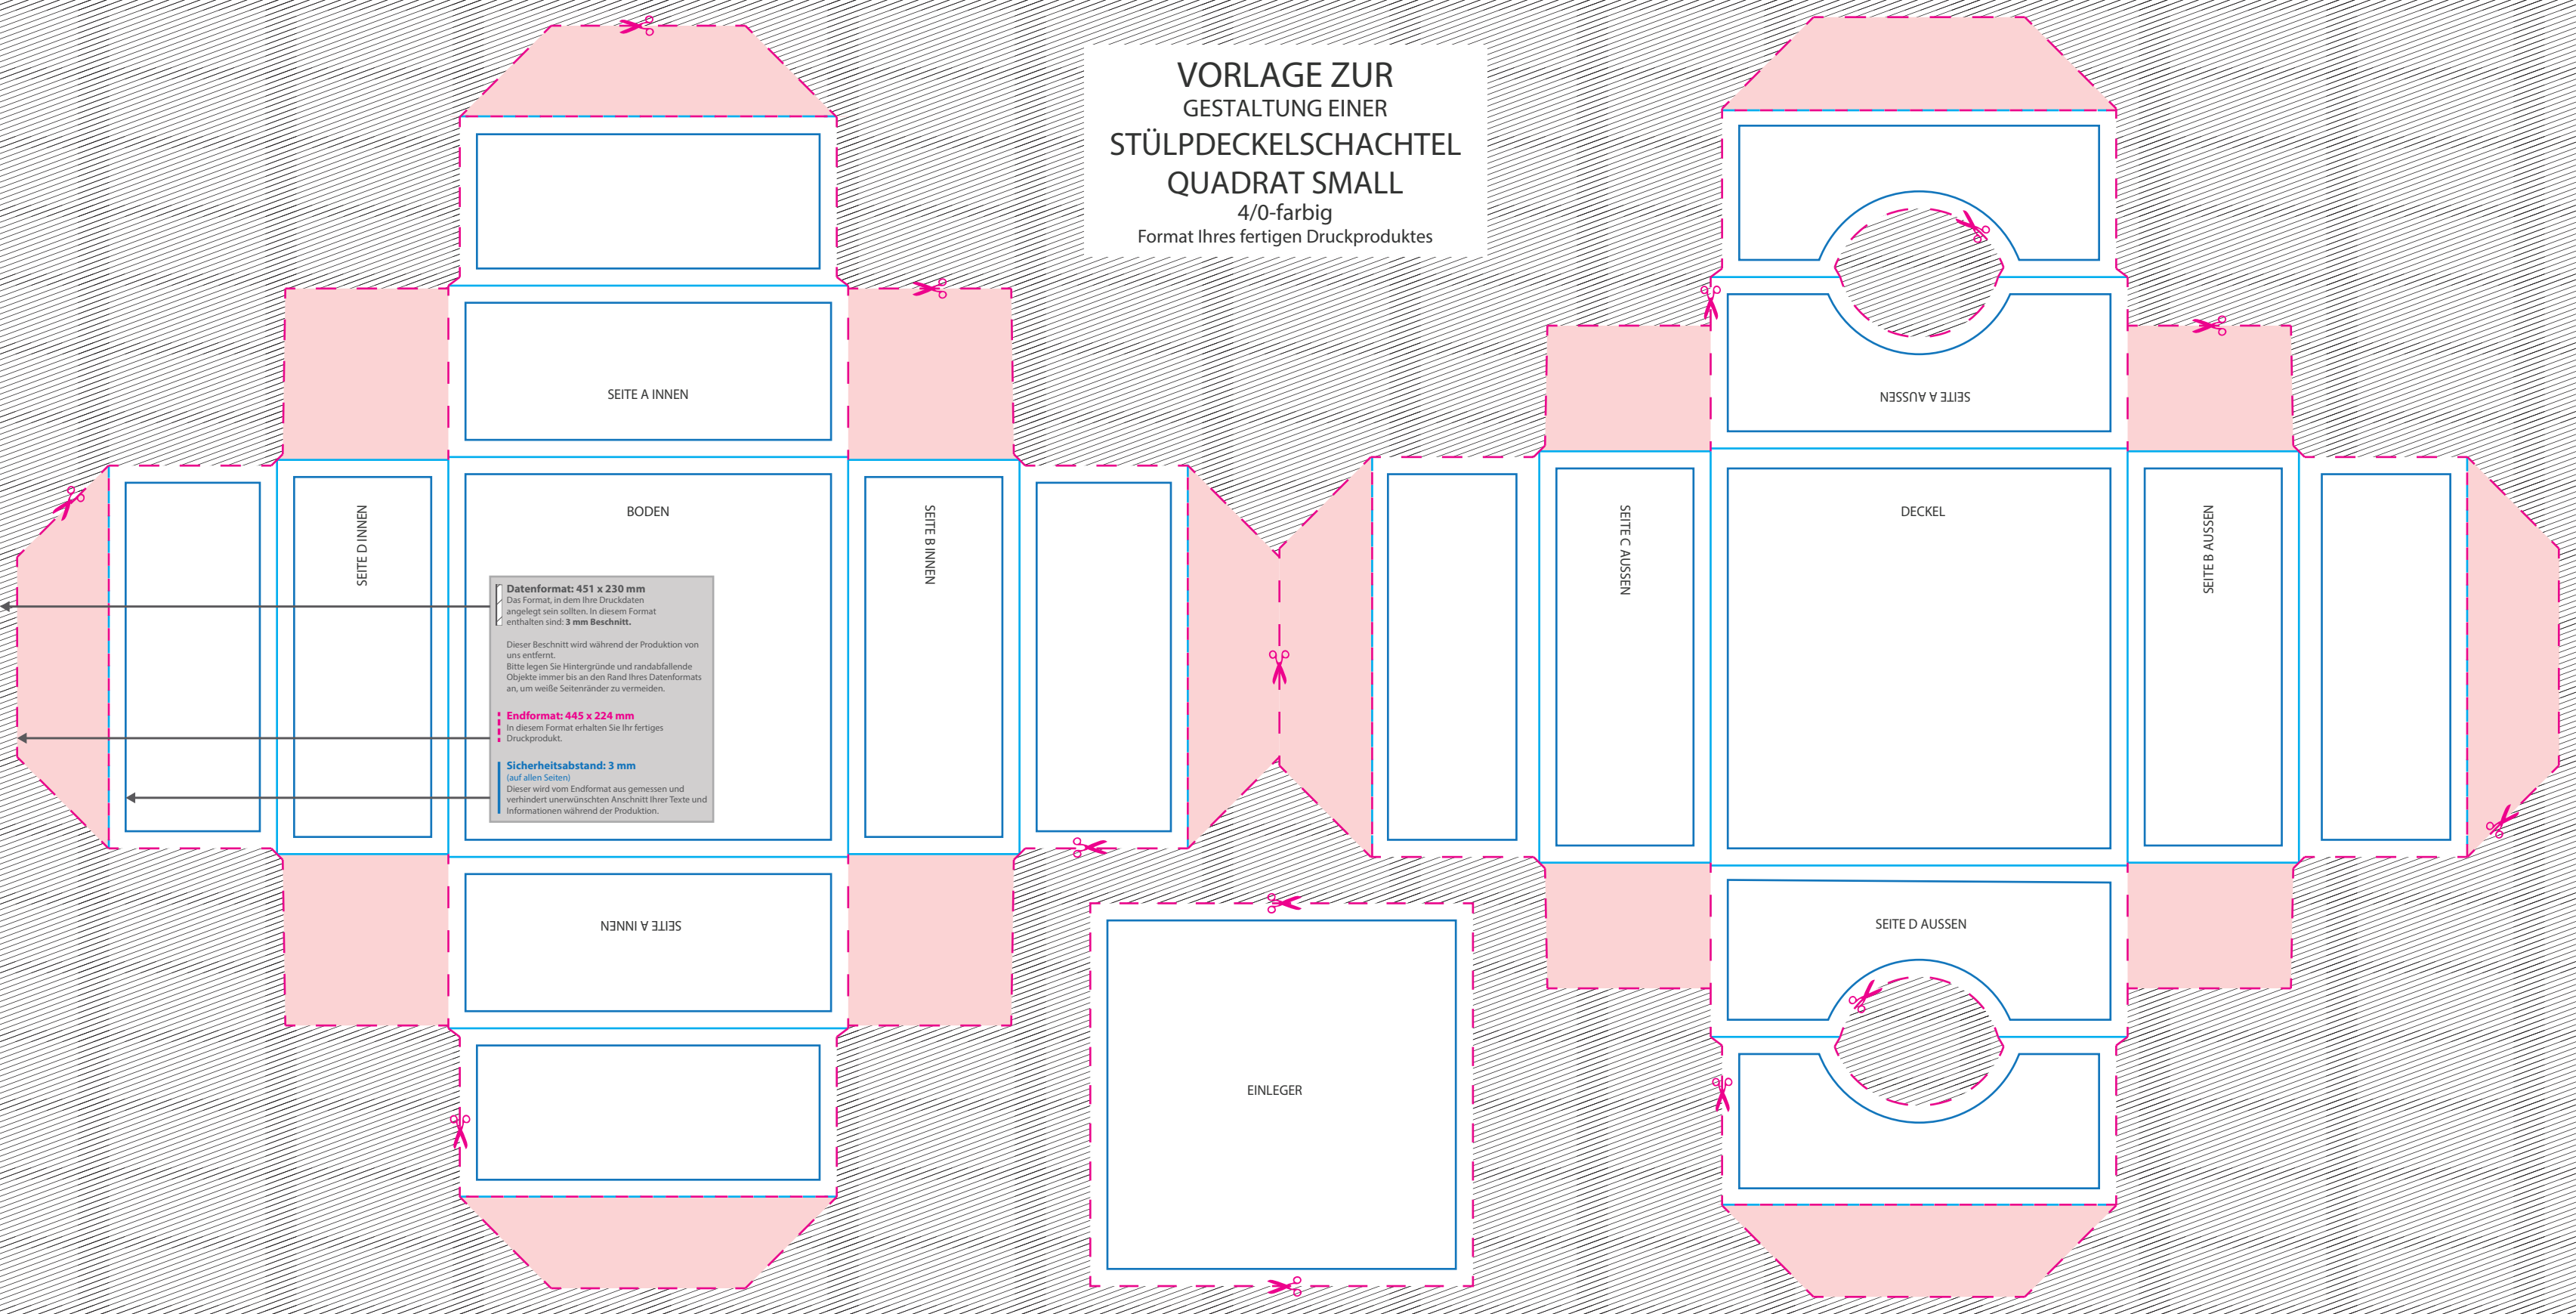 VORLAGE ZUR
GESTALTUNG EINER
STÜLPDECKELSCHACHTEL
QUADRAT SMALL
4/0-farbig
Format Ihres fertigen Druckproduktes
SEITE A INNEN
SEITE A AUSSEN
SEITE D INNEN
BODEN
SEITE B INNEN
SEITE C AUSSEN
DECKEL
SEITE B AUSSEN
Datenformat: 451 x 230 mm
Das Format, in dem Ihre Druckdaten
angelegt sein sollten. In diesem Format
enthalten sind: 3 mm Beschnitt.
Dieser Beschnitt wird während der Produktion von
uns entfernt.
Bitte legen Sie Hintergründe und randabfallende
Objekte immer bis an den Rand Ihres Datenformats
an, um weiße Seitenränder zu vermeiden.
Endformat: 445 x 224 mm
In diesem Format erhalten Sie Ihr fertiges
Druckprodukt.
Sicherheitsabstand: 3 mm
(auf allen Seiten)
Dieser wird vom Endformat aus gemessen und
verhindert unerwünschten Anschnitt Ihrer Texte und
Informationen während der Produktion.
SEITE A INNEN
SEITE D AUSSEN
EINLEGER